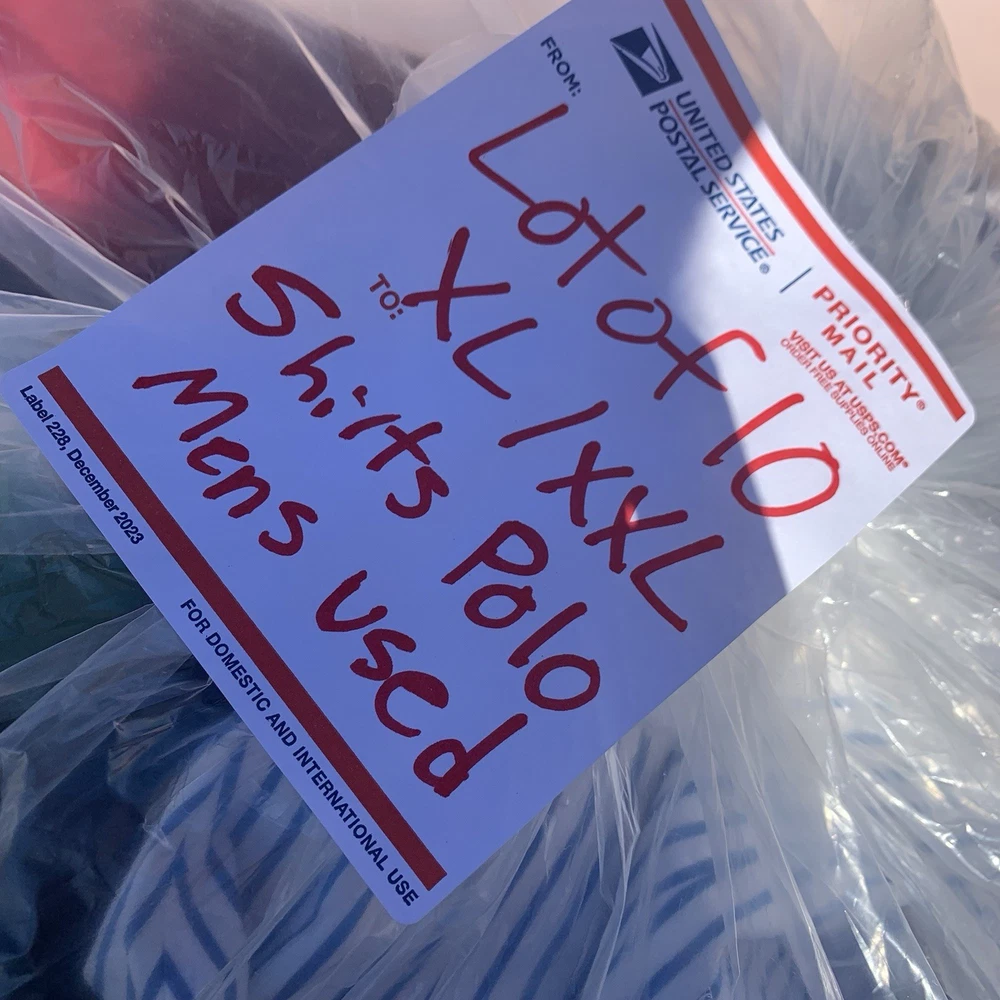 FROM:
UNITED STATES
POSTAL SERVICE®
PRIORITY®
MAIL
VISIT US AT USPS.COM®
ORDER FREE SUPPLIES ONLINE
Lot of 10
TO:
XL / XXL
Shirts Polo
Mens used
Label 228, December 2023
FOR DOMESTIC AND INTERNATIONAL USE